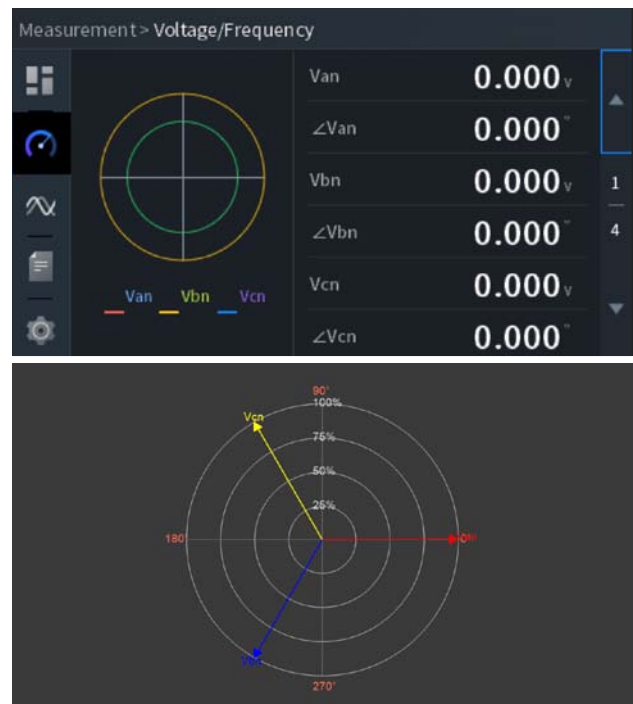 Measurement > Voltage/Frequency
Van 0.000 v
∠Van 0.000 °
Vbn 0.000 v
∠Vbn 0.000 °
Vcn 0.000 v
∠Vcn 0.000 °
1
4
Van Vbn Vcn
90°
100%
Vcn
75%
50%
25%
180°
Vbn
270°